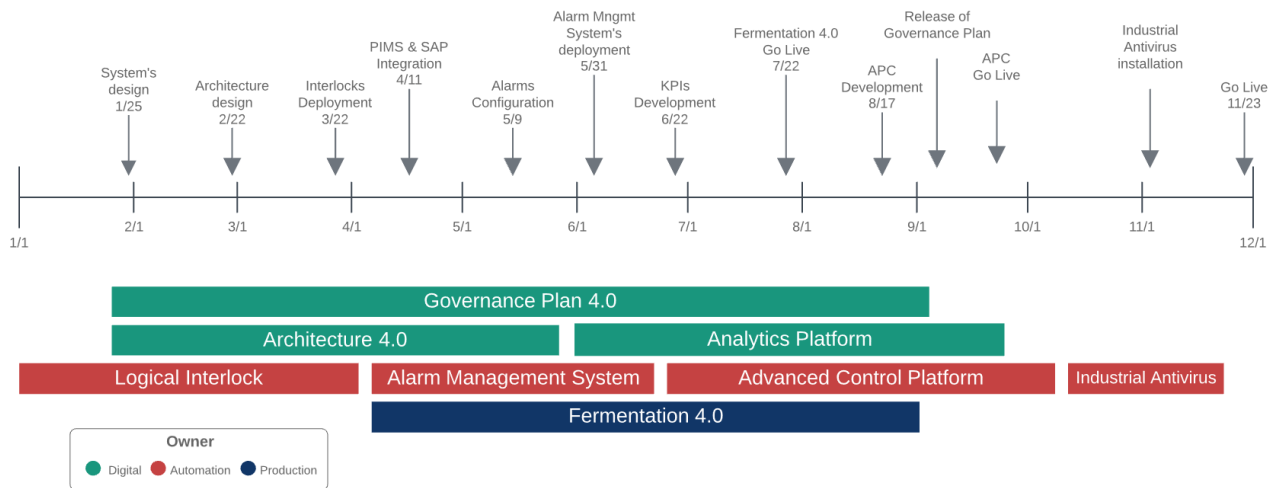 System's
design
1/25
Architecture
design
2/22
Interlocks
Deployment
3/22
PIMS & SAP
Integration
4/11
Alarms
Configuration
5/9
Alarm Mngmt
System's
deployment
5/31
KPIs
Development
6/22
Fermentation 4.0
Go Live
7/22
APC
Development
8/17
Release of
Governance Plan
APC
Go Live
Industrial
Antivirus
installation
Go Live
11/23
1/1
2/1
3/1
4/1
5/1
6/1
7/1
8/1
9/1
10/1
11/1
12/1
Governance Plan 4.0
Architecture 4.0
Analytics Platform
Logical Interlock
Alarm Management System
Advanced Control Platform
Industrial Antivirus
Fermentation 4.0
Owner
Digital
Automation
Production